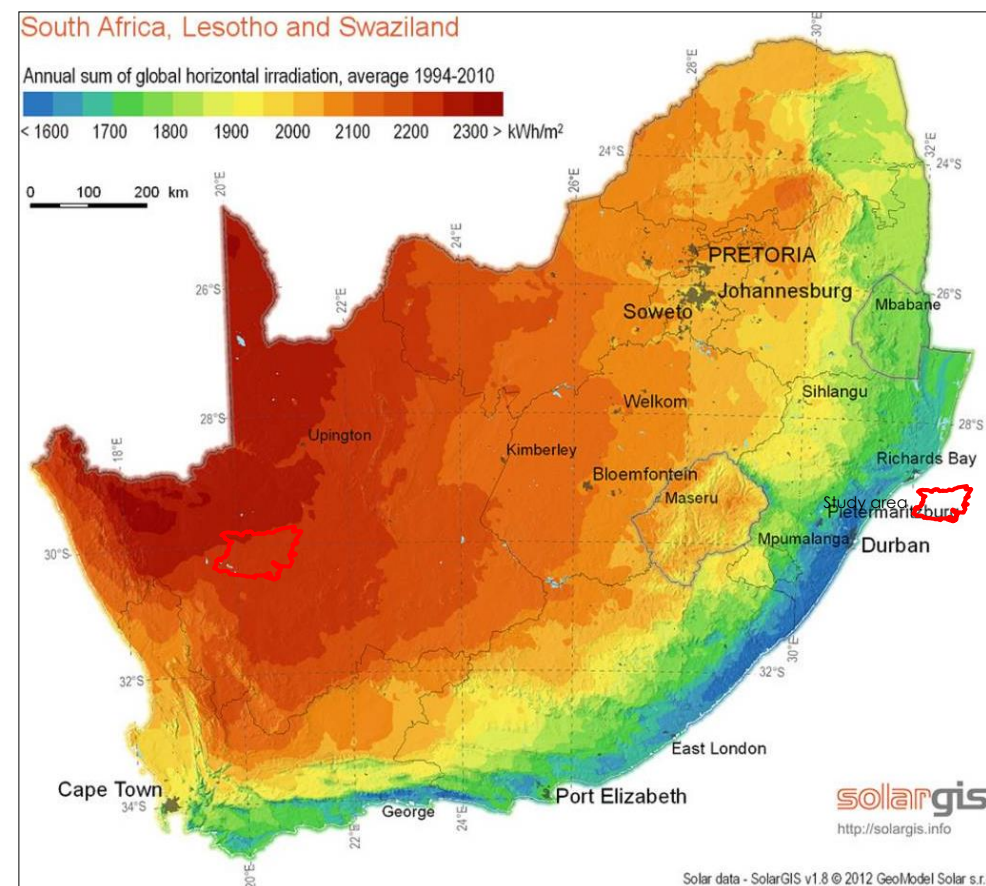 South Africa, Lesotho and Swaziland
Annual sum of global horizontal irradiation, average 1994-2010
< 1600 1700 1800 1900 2000 2100 2200 2300 > kWh/m²
0 100 200 km
30°E
28°E
32°E
24°S
24°S
20°E
26°E
24°E
PRETORIA
26°S
22°E
Johannesburg
Mbabane
26°S
Soweto
Sihlangu
Welkom
28°S
28°S
18°E
Upington
Kimberley
Richards Bay
Bloemfontein
Maseru
Study area
Pietermaritzburg
30°S
Mpumalanga
Durban
30°E
32°S
32°S
East London
Cape Town
34°S
George
Port Elizabeth
22°E
24°E
20°E
solargis
http://solargis.info
Solar data - SolarGIS v1.8 © 2012 GeoModel Solar s.r.